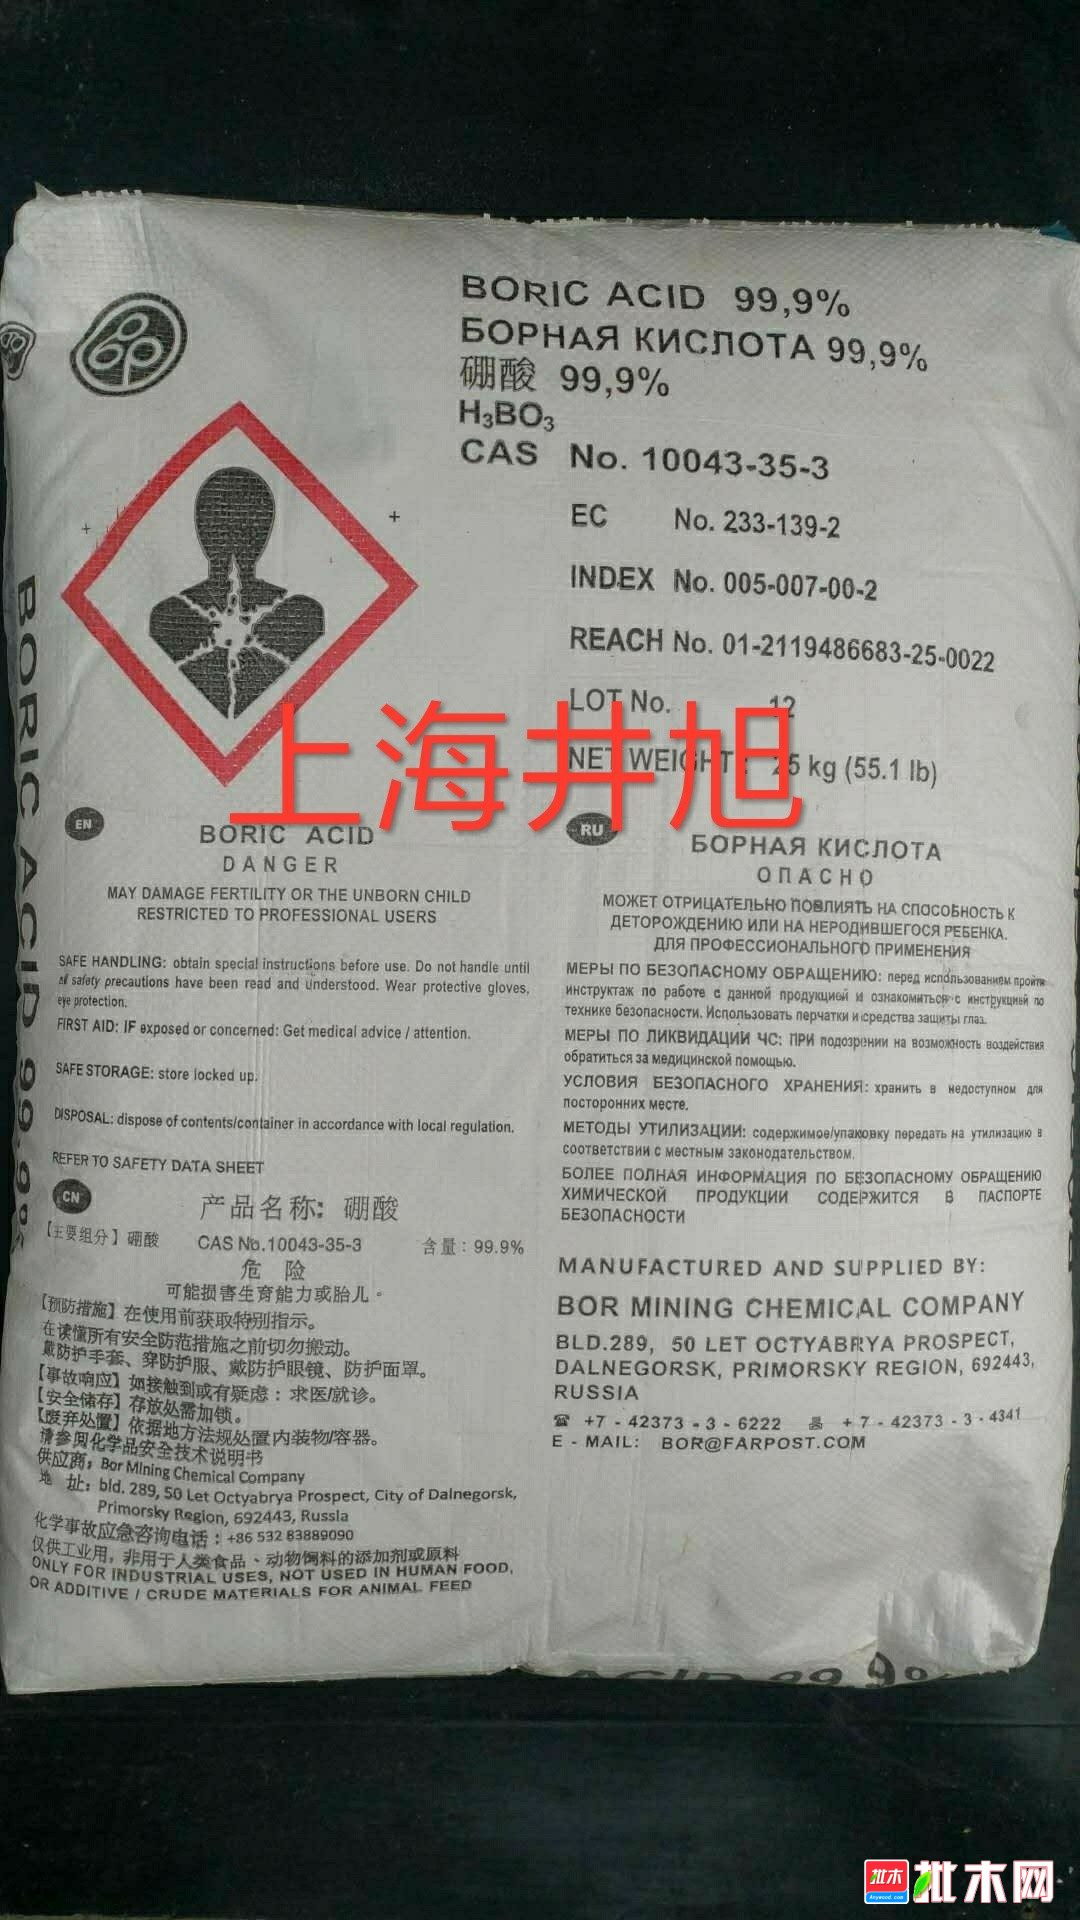 BORIC ACID 99,9%
БОРНАЯ КИСЛОТА 99,9%
硼酸 99,9%
H₃BO₃
CAS No. 10043-35-3
EC No. 233-139-2
INDEX No. 005-007-00-2
REACH No. 01-2119486683-25-0022
LOT No. 12
NET WEIGHT: 25 kg (55.1 lb)
上海井旭
BORIC ACID 99.9%
EN
BORIC ACID
DANGER
MAY DAMAGE FERTILITY OR THE UNBORN CHILD
RESTRICTED TO PROFESSIONAL USERS
SAFE HANDLING: obtain special instructions before use. Do not handle until
all safety precautions have been read and understood. Wear protective gloves,
eye protection.
FIRST AID: IF exposed or concerned: Get medical advice / attention.
SAFE STORAGE: store locked up.
DISPOSAL: dispose of contents/container in accordance with local regulation.
REFER TO SAFETY DATA SHEET
CN
产品名称: 硼酸
【主要组分】硼酸 CAS No.10043-35-3 含量：99.9%
危 险
可能损害生育能力或胎儿。
【预防措施】在使用前获取特别指示。
在读懂所有安全防范措施之前切勿搬动。
戴防护手套、穿防护服、戴防护眼镜、防护面罩。
【事故响应】如接触到或有疑虑：求医/就诊。
【安全储存】存放处需加锁。
【废弃处置】依据地方法规处置内装物/容器。
请参阅化学品安全技术说明书
供应商：Bor Mining Chemical Company
地 址：bld. 289, 50 Let Octyabrya Prospect, City of Dalnegorsk,
Primorsky Region, 692443, Russia
化学事故应急咨询电话：+86 532 83889090
仅供工业用，非用于人类食品、动物饲料的添加剂或原料
ONLY FOR INDUSTRIAL USES, NOT USED IN HUMAN FOOD,
OR ADDITIVE / CRUDE MATERIALS FOR ANIMAL FEED
RU
БОРНАЯ КИСЛОТА
ОПАСНО
МОЖЕТ ОТРИЦАТЕЛЬНО ПОВЛИЯТЬ НА СПОСОБНОСТЬ К
ДЕТОРОЖДЕНИЮ ИЛИ НА НЕРОДИВШЕГОСЯ РЕБЕНКА.
ДЛЯ ПРОФЕССИОНАЛЬНОГО ПРИМЕНЕНИЯ
МЕРЫ ПО БЕЗОПАСНОМУ ОБРАЩЕНИЮ: перед использованием пройти
инструктаж по работе с данной продукцией и ознакомиться с инструкцией по
технике безопасности. Использовать перчатки и средства защиты глаз.
МЕРЫ ПО ЛИКВИДАЦИИ ЧС: ПРИ подозрении на возможность воздействия
обратиться за медицинской помощью.
УСЛОВИЯ БЕЗОПАСНОГО ХРАНЕНИЯ: хранить в недоступном для
посторонних месте.
МЕТОДЫ УТИЛИЗАЦИИ: содержимое/упаковку передать на утилизацию в
соответствии с местным законодательством.
БОЛЕЕ ПОЛНАЯ ИНФОРМАЦИЯ ПО БЕЗОПАСНОМУ ОБРАЩЕНИЮ
ХИМИЧЕСКОЙ ПРОДУКЦИИ СОДЕРЖИТСЯ В ПАСПОРТЕ
БЕЗОПАСНОСТИ
MANUFACTURED AND SUPPLIED BY:
BOR MINING CHEMICAL COMPANY
BLD.289, 50 LET OCTYABRYA PROSPECT,
DALNEGORSK, PRIMORSKY REGION, 692443,
RUSSIA
☎ +7 - 42373 - 3 - 6222 +7 - 42373 - 3 - 4341
E - MAIL: BOR@FARPOST.COM
ACID 99.9%
批木 批木网
Anywood.com